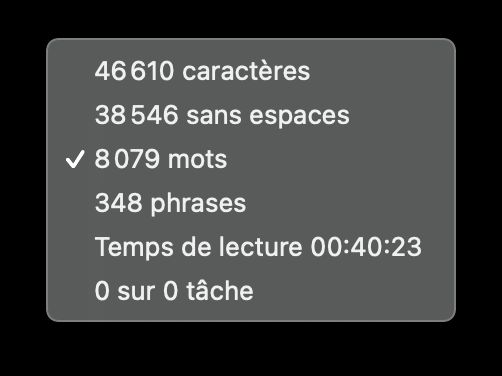 46 610 caractères
38 546 sans espaces
✓ 8 079 mots
348 phrases
Temps de lecture 00:40:23
0 sur 0 tâche